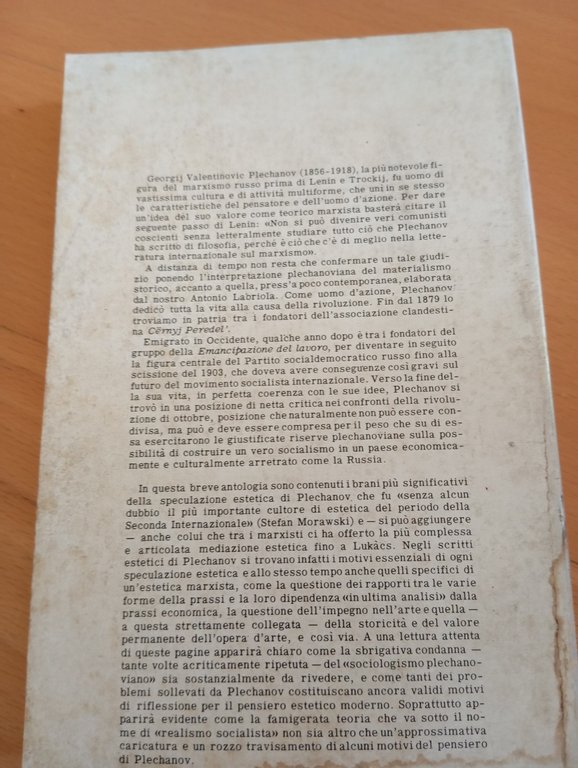 Georgij Valentinovic Plechanov (1856-1918), la più notevole fi-
gura del marxismo russo prima di Lenin e Trockij, fu uomo di
vastissima cultura e di attività multiforme, che unì in se stesso
le caratteristiche del pensatore e dell'uomo d'azione. Per dare
un'idea del suo valore come teorico marxista basterà citare il
seguente passo di Lenin: «Non si può divenire veri comunisti
coscienti senza letteralmente studiare tutto ciò che Plechanov
ha scritto di filosofia, perché è ciò che c'è di meglio nella lette-
ratura internazionale sul marxismo».
A distanza di tempo non resta che confermare un tale giudi-
zio ponendo l'interpretazione plechanoviana del materialismo
storico, accanto a quella, press'a poco contemporanea, elaborata
dal nostro Antonio Labriola. Come uomo d'azione, Plechanov
dedicò tutta la vita alla causa della rivoluzione. Fin dal 1879 lo
troviamo in patria tra i fondatori dell'associazione clandesti-
na Cërnyj Peredel'.
Emigrato in Occidente, qualche anno dopo è tra i fondatori del
gruppo della Emancipazione del lavoro, per diventare in seguito
la figura centrale del Partito socialdemocratico russo fino alla
scissione del 1903, che doveva avere conseguenze così gravi sul
futuro del movimento socialista internazionale. Verso la fine del-
la sua vita, in perfetta coerenza con le sue idee, Plechanov si
trovò in una posizione di netta critica nei confronti della rivolu-
zione di ottobre, posizione che naturalmente non può essere con-
divisa, ma può e deve essere compresa per il peso che su di es-
sa esercitarono le giustificate riserve plechanoviane sulla pos-
sibilità di costruire un vero socialismo in un paese economica-
mente e culturalmente arretrato come la Russia.
In questa breve antologia sono contenuti i brani più significativi
della speculazione estetica di Plechanov, che fu «senza alcun
dubbio il più importante cultore di estetica del periodo della
Seconda Internazionale» (Stefan Morawski) e — si può aggiungere
— anche colui che tra i marxisti ci ha offerto la più complessa
e articolata mediazione estetica fino a Lukàcs. Negli scritti
estetici di Plechanov si trovano infatti i motivi essenziali di ogni
speculazione estetica e allo stesso tempo anche quelli specifici di
un'estetica marxista, come la questione dei rapporti tra le varie
forme della prassi e la loro dipendenza «in ultima analisi» dalla
prassi economica, la questione dell'impegno nell'arte e quella —
a questa strettamente collegata — della storicità e del valore
permanente dell'opera d'arte, e così via. A una lettura attenta
di queste pagine apparirà chiaro come la sbrigativa condanna —
tante volte acriticamente ripetuta — del «sociologismo plechano-
viano» sia sostanzialmente da rivedere, e come tanti dei pro-
blemi sollevati da Plechanov costituiscano ancora validi motivi
di riflessione per il pensiero estetico moderno. Soprattutto ap-
parirà evidente come la famigerata teoria che va sotto il no-
me di «realismo socialista» non sia altro che un'approssimativa
caricatura e un rozzo travisamento di alcuni motivi del pensiero
di Plechanov.